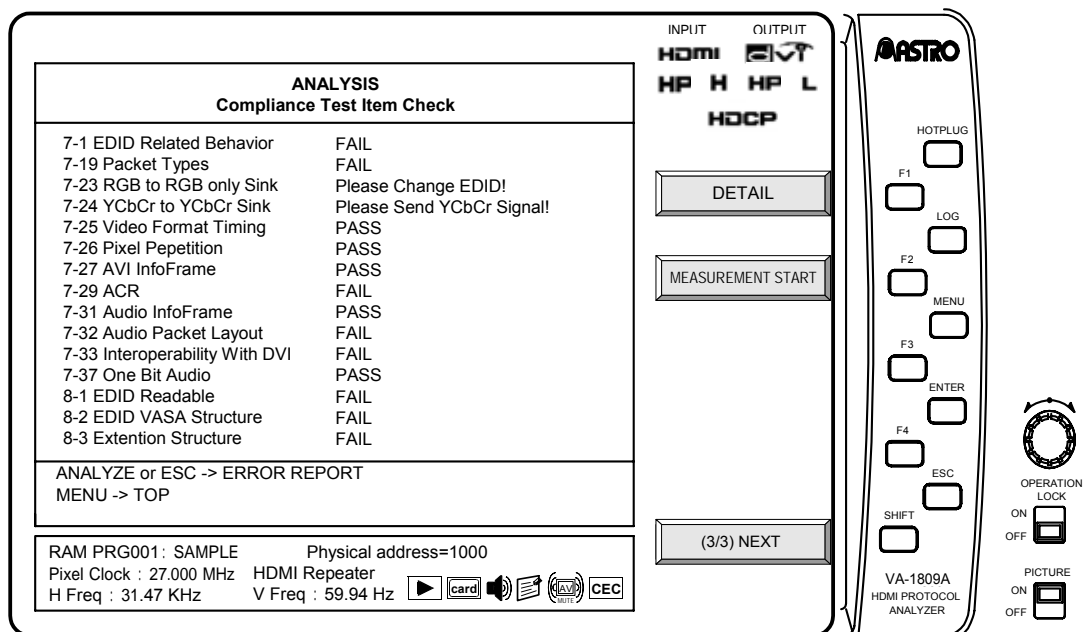 INPUT OUTPUT
HDMI DVI
HP H HP L
HDCP
ASTRO
ANALYSIS
Compliance Test Item Check
7-1 EDID Related Behavior FAIL
7-19 Packet Types FAIL
7-23 RGB to RGB only Sink Please Change EDID!
7-24 YCbCr to YCbCr Sink Please Send YCbCr Signal!
7-25 Video Format Timing PASS
7-26 Pixel Pepetition PASS
7-27 AVI InfoFrame PASS
7-29 ACR FAIL
7-31 Audio InfoFrame PASS
7-32 Audio Packet Layout FAIL
7-33 Interoperability With DVI FAIL
7-37 One Bit Audio PASS
8-1 EDID Readable FAIL
8-2 EDID VASA Structure FAIL
8-3 Extention Structure FAIL
ANALYZE or ESC -> ERROR REPORT
MENU -> TOP
RAM PRG001: SAMPLE Physical address=1000
Pixel Clock : 27.000 MHz HDMI Repeater
H Freq : 31.47 KHz V Freq : 59.94 Hz card AV MUTE CEC
DETAIL
MEASUREMENT START
(3/3) NEXT
HOTPLUG
F1
LOG
F2
MENU
F3
ENTER
F4
ESC
SHIFT
VA-1809A
HDMI PROTOCOL
ANALYZER
OPERATION
LOCK
ON
OFF
PICTURE
ON
OFF